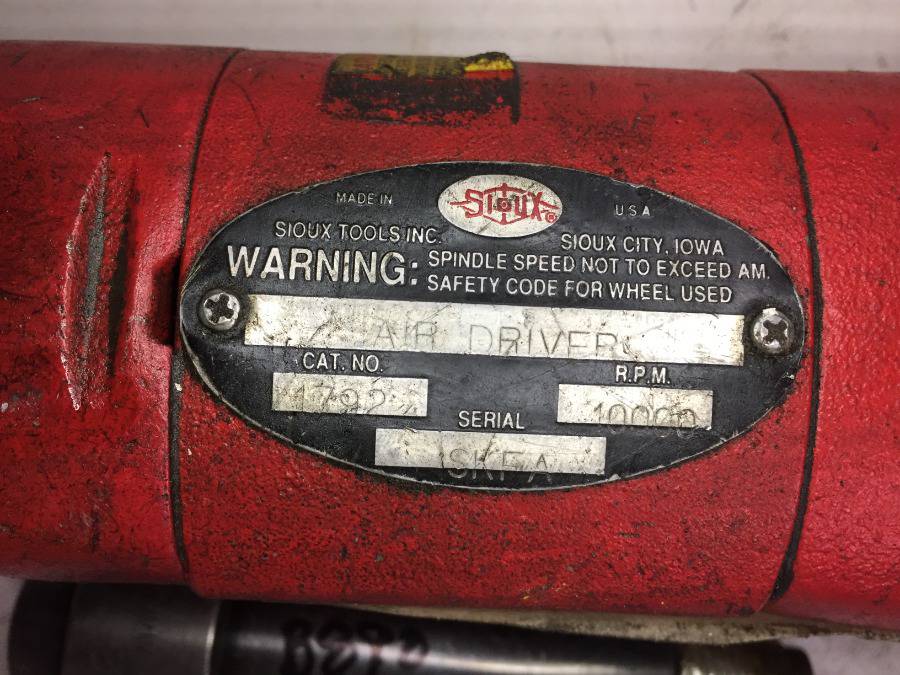 MADE IN SIOUX ® U S A
SIOUX TOOLS INC. SIOUX CITY, IOWA
WARNING: SPINDLE SPEED NOT TO EXCEED AM.
SAFETY CODE FOR WHEEL USED
AIR DRIVER
CAT. NO. R.P.M.
1792 10000
SERIAL
SKFA